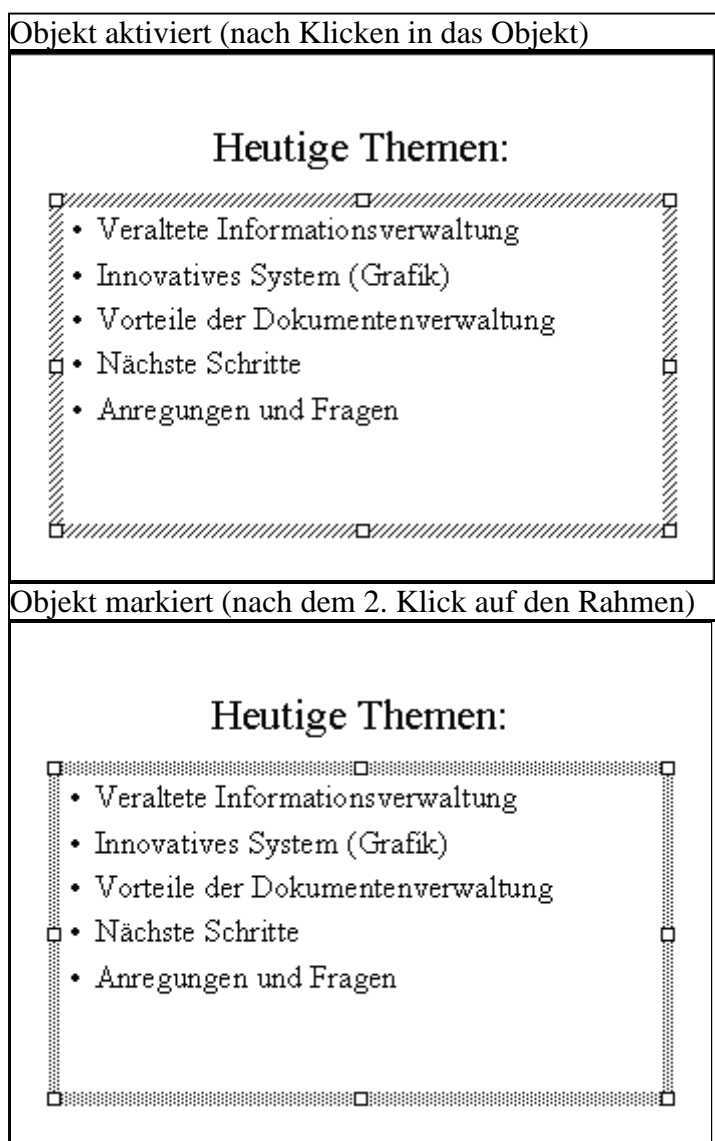 Objekt aktiviert (nach Klicken in das Objekt)
Heutige Themen:
• Veraltete Informationsverwaltung
• Innovatives System (Grafik)
• Vorteile der Dokumentenverwaltung
• Nächste Schritte
• Anregungen und Fragen
Objekt markiert (nach dem 2. Klick auf den Rahmen)
Heutige Themen:
• Veraltete Informationsverwaltung
• Innovatives System (Grafik)
• Vorteile der Dokumentenverwaltung
• Nächste Schritte
• Anregungen und Fragen